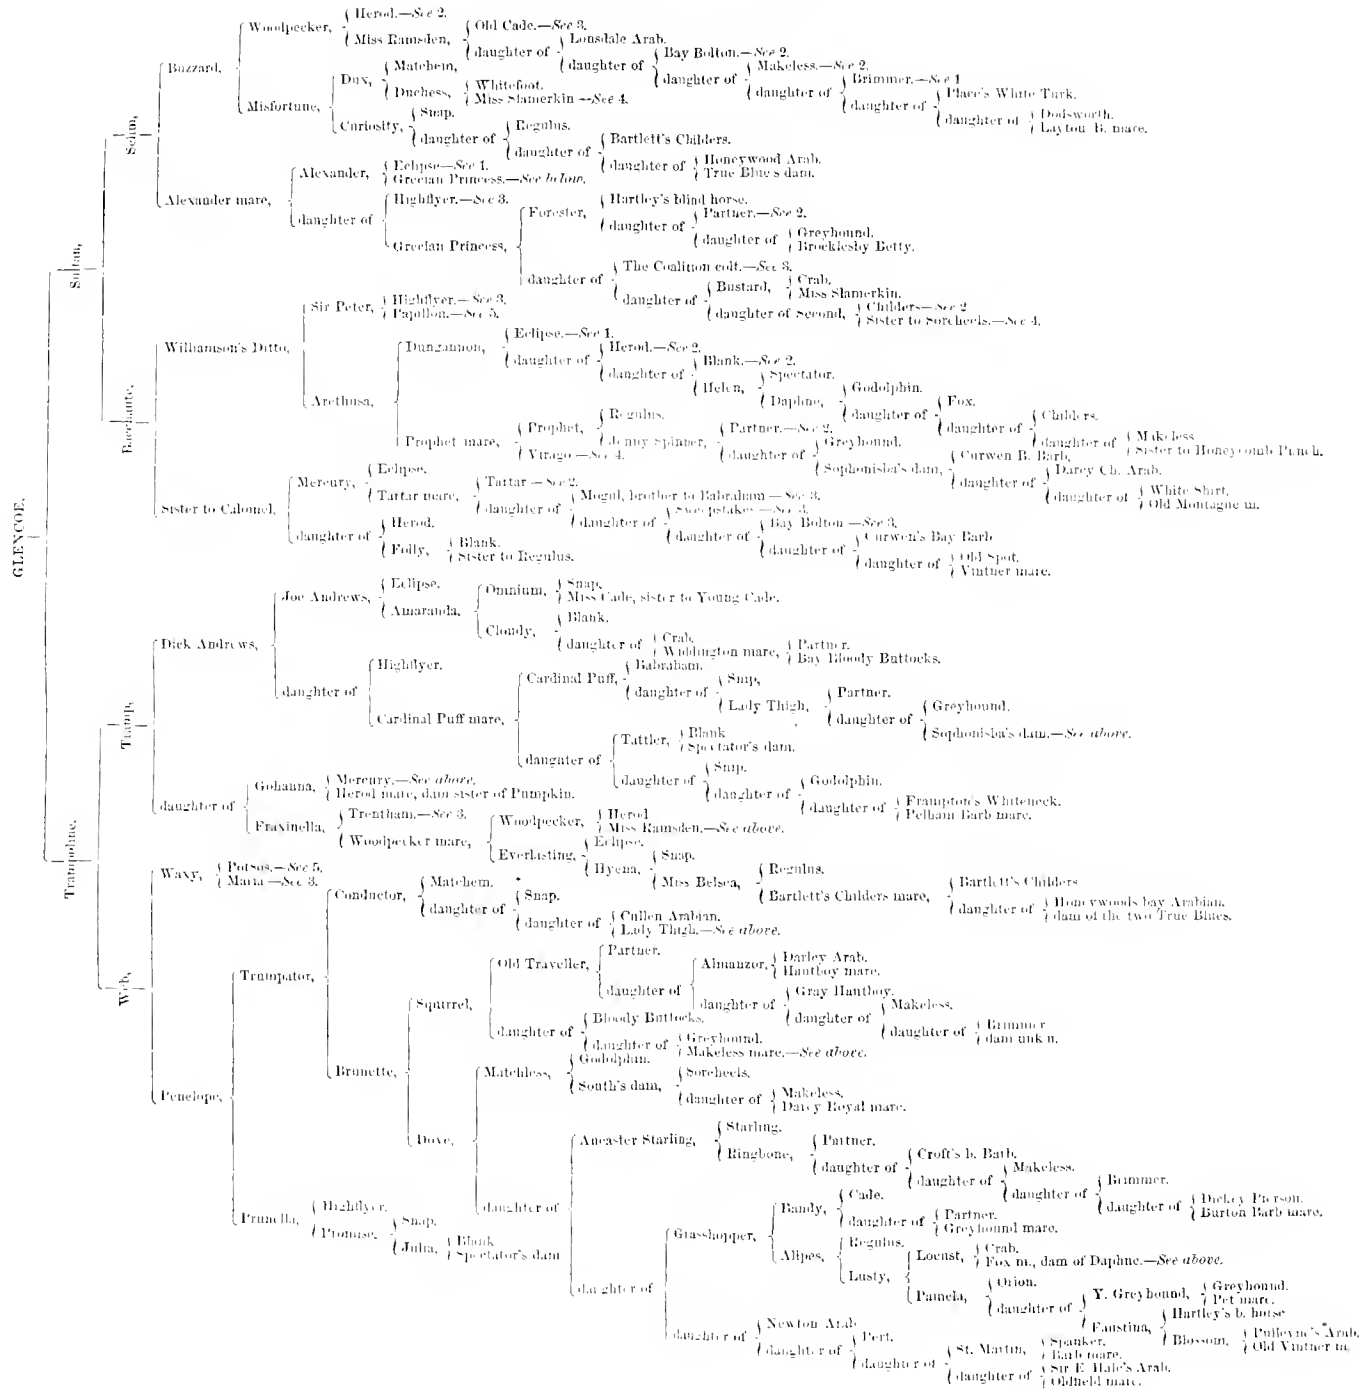 Woodpecker,
Herod.—See 2.
Miss Ramsden,
Old Cade.—See 3.
daughter of
Lonsdale Arab.
daughter of
Bay Bolton.—See 2.
daughter of
Makeless.—See 2.
daughter of
Brimmer.—See 1
daughter of
Place's White Turk.
daughter of
Dodsworth.
Layton B. mare.
Buzzard,
Misfortune,
Dux,
Matchem,
Duchess,
Whitefoot.
Miss Slamerkin—See 4.
Curiosity,
Snap.
daughter of
Regulus.
daughter of
Bartlett's Childers.
daughter of
Honeywood Arab.
True Blue's dam.
Selim,
Alexander mare,
Alexander,
Eclipse—See 1.
Grecian Princess.—See below.
daughter of
Highflyer.—See 3.
Grecian Princess,
Forester,
Hartley's blind horse.
daughter of
Partner.—See 2.
daughter of
Greyhound.
Brocklesby Betty.
daughter of
The Coalition colt.—See 3.
daughter of
Bustard,
Crab.
Miss Slamerkin.
daughter of Second,
Childers—See 2
Sister to Soreheels.—See 4.
Sultan,
Sir Peter,
Highflyer.—See 3.
Papillon.—See 5.
Williamson's Ditto,
Arethusa,
Dungannon,
Eclipse.—See 1.
daughter of
Herod.—See 2.
daughter of
Blank.—See 2.
Helen,
Spectator.
Daphne,
Godolphin.
daughter of
Fox.
daughter of
Childers.
daughter of
Makeless
Sister to Honeycomb Punch.
Prophet mare,
Prophet,
Regulus.
Jenny Spinner,
Partner.—See 2.
daughter of
Greyhound.
Sophonisba's dam,
Curwen B. Barb.
daughter of
Darcy Ch. Arab.
daughter of
White Shirt.
Old Montague m.
Virago—See 4.
Bacchante.
Sister to Calomel,
Mercury,
Eclipse.
Tartar mare,
Tartar—See 2.
daughter of
Mogul, brother to Babraham—See 3.
daughter of
Sweepstakes—See 3.
daughter of
Bay Bolton—See 3.
daughter of
Curwen's Bay Barb
daughter of
Old Spot.
Vintner mare.
daughter of
Herod.
Folly,
Blank.
Sister to Regulus.
GLENCOE.
Dick Andrews,
Joe Andrews,
Eclipse.
Amaranda,
Omnium,
Snap.
Miss Cade, sister to Young Cade.
Cloudy,
Blank.
daughter of
Crab.
Widdington mare,
Partner.
Bay Bloody Buttocks.
daughter of
Highflyer.
Cardinal Puff mare,
Cardinal Puff,
Babraham.
daughter of
Snip,
Lady Thigh,
Partner.
daughter of
Greyhound.
Sophonisba's dam.—See above.
daughter of
Tattler,
Blank
Spectator's dam.
daughter of
Snip.
daughter of
Godolphin.
daughter of
Frampton's Whiteneck.
Pelham Barb mare.
Tramp,
daughter of
Gohanna,
Mercury.—See above.
Herod mare, dam sister of Pumpkin.
Fraxinella,
Trentham.—See 3.
Woodpecker mare,
Woodpecker,
Herod
Miss Ramsden.—See above.
Everlasting,
Eclipse.
Hyena,
Snap.
Miss Belsea,
Regulus.
Bartlett's Childers mare,
Bartlett's Childers
daughter of
Honeywoods bay Arabian.
dam of the two True Blues.
Trampoline.
Waxy,
Potsos.—See 5.
Maria—See 3.
Web,
Penelope,
Trumpator,
Conductor,
Matchem.
daughter of
Snap.
daughter of
Cullen Arabian.
Lady Thigh.—See above.
Brunette,
Squirrel,
Old Traveller,
Partner.
daughter of
Almanzor,
Darley Arab.
Hautboy mare.
daughter of
Gray Hautboy.
daughter of
Makeless.
daughter of
Brimmer
dam unk n.
daughter of
Bloody Buttocks.
daughter of
Greyhound.
Makeless mare.—See above.
Dove,
Matchless,
Godolphin.
South's dam,
Soreheels.
daughter of
Makeless.
Darcy Royal mare.
daughter of
Ancaster Starling,
Starling.
Ringbone,
Partner.
daughter of
Croft's b. Barb.
daughter of
Makeless.
daughter of
Brimmer.
daughter of
Dickey Pierson.
Burton Barb mare.
daughter of
Grasshopper,
Bandy,
Cade.
daughter of
Partner.
Greyhound mare.
Alipes,
Regulus.
Lusty,
Locust,
Crab.
Fox m., dam of Daphne.—See above.
Pamela,
Orion.
daughter of
Y. Greyhound,
Greyhound.
Pet mare.
Faustina,
Hartley's b. horse
Blossom,
Pulleyne's Arab.
Old Vintner m.
daughter of
Newton Arab
daughter of
Pert.
daughter of
St. Martin,
Spanker.
Barb mare.
daughter of
Sir E. Hale's Arab.
Oldfield mare.
Prunella,
Highflyer.
Promise,
Snap.
Julia,
Blank
Spectator's dam